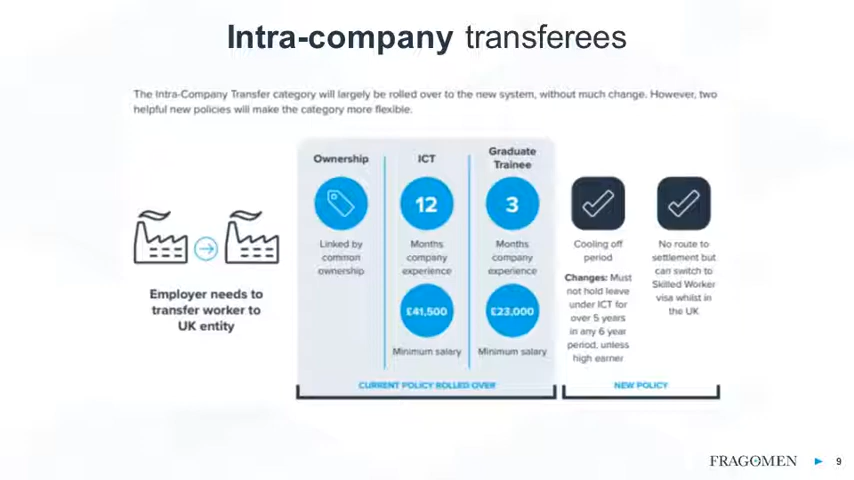 Intra-company transferees
The Intra-Company Transfer category will largely be rolled over to the new system, without much change. However, two
helpful new policies will make the category more flexible.
Employer needs to
transfer worker to
UK entity
Ownership
Linked by
common
ownership
ICT
12
Months
company
experience
£41,500
Minimum salary
Graduate
Trainee
3
Months
company
experience
£23,000
Minimum salary
CURRENT POLICY ROLLED OVER
Cooling off
period
Changes: Must
not hold leave
under ICT for
over 5 years
in any 6 year
period, unless
high earner
No route to
settlement but
can switch to
Skilled Worker
visa whilst in
the UK
NEW POLICY
FRAGOMEN
9